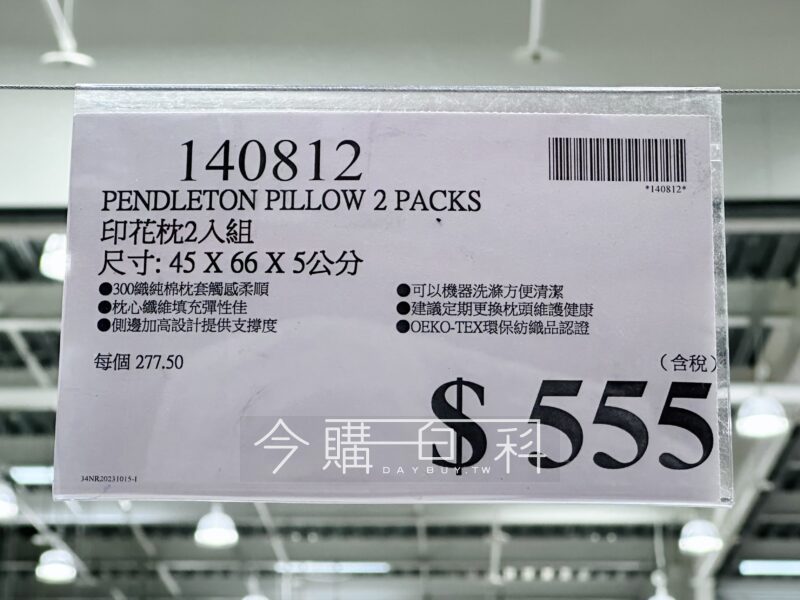 140812
*140812*
PENDLETON PILLOW 2 PACKS
印花枕2入組
尺寸: 45 X 66 X 5公分
●300織純棉枕套觸感柔順
●枕心纖維填充彈性佳
●側邊加高設計提供支撐度
●可以機器洗滌方便清潔
●建議定期更換枕頭維護健康
●OEKO-TEX環保紡織品認證
每個 277.50
(含稅)
$ 555
今購百科
DAYBUY.TW
34NR20231015-1